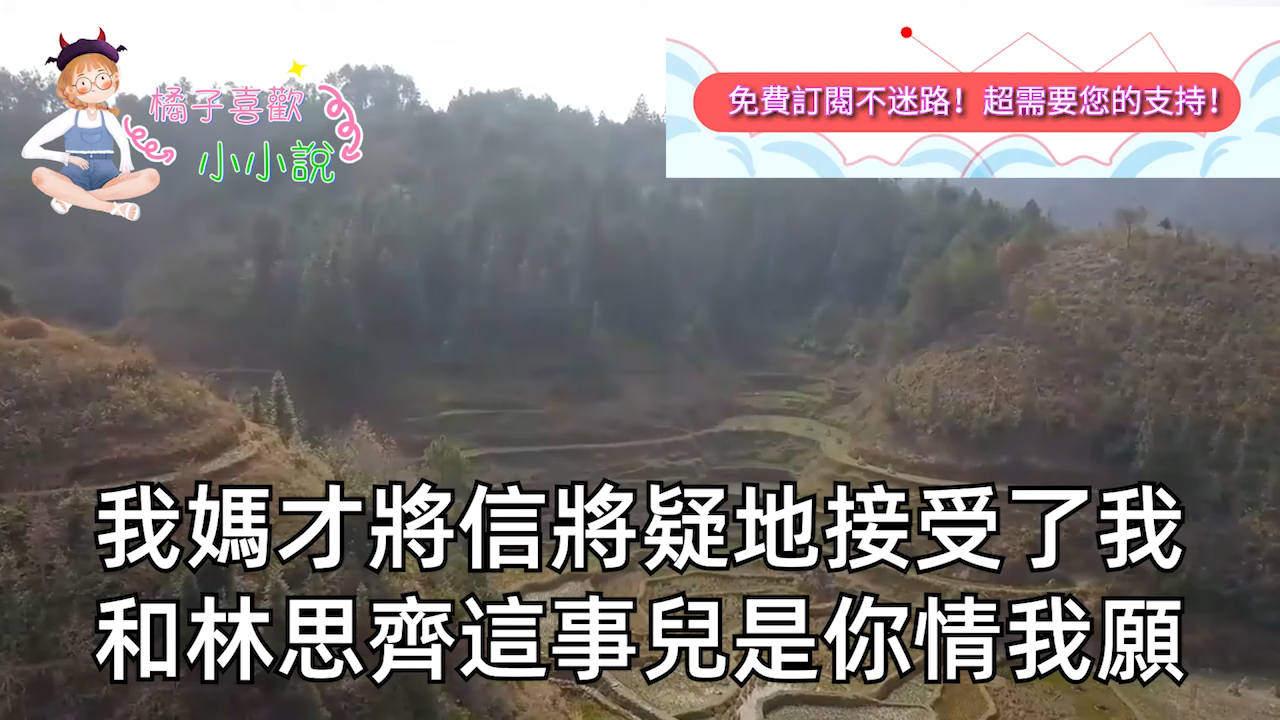 橘子喜歡
小小說
免費訂閱不迷路！超需要您的支持！
我媽才將信將疑地接受了我
和林思齊這事兒是你情我願